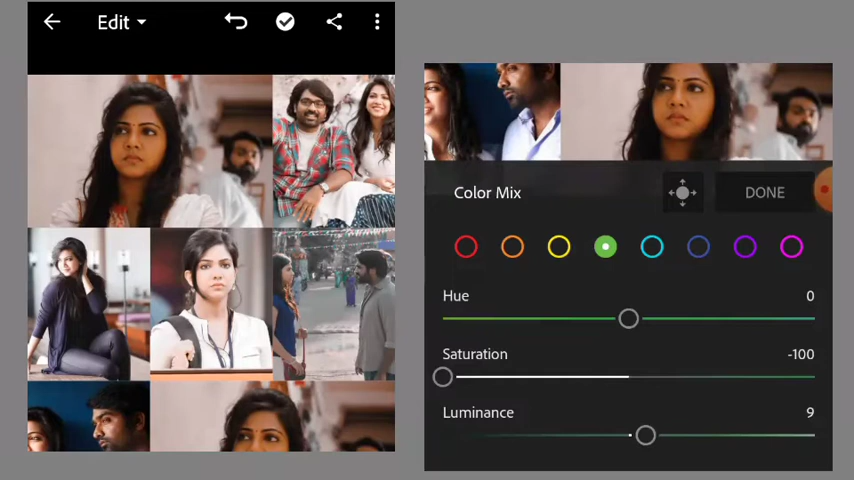 Edit
Color Mix
DONE
Hue 0
Saturation -100
Luminance 9